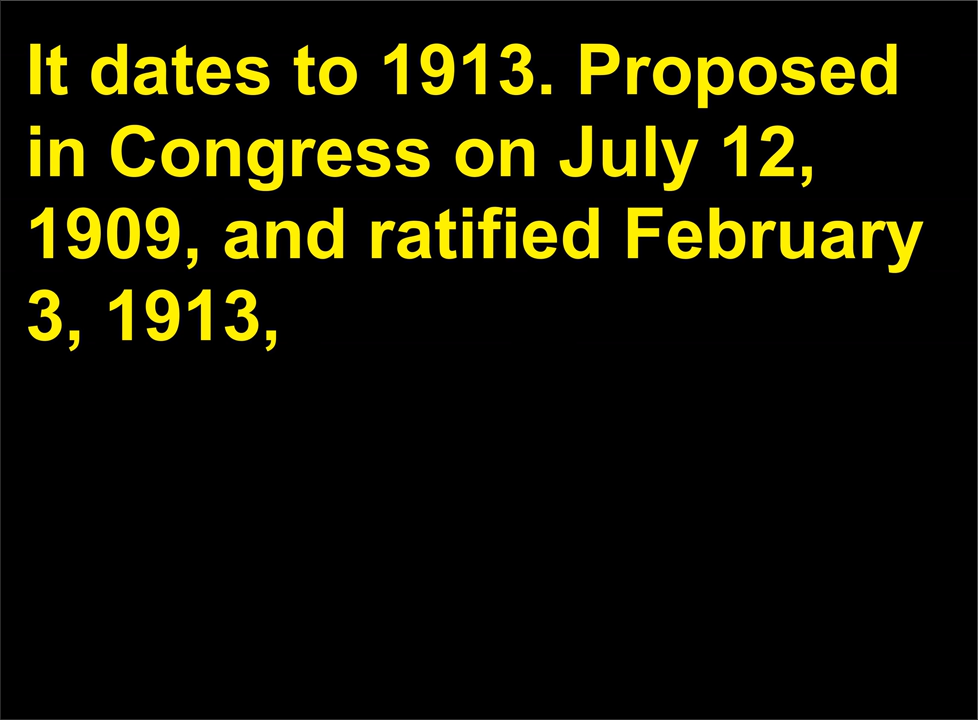 It dates to 1913. Proposed
in Congress on July 12,
1909, and ratified February
3, 1913,